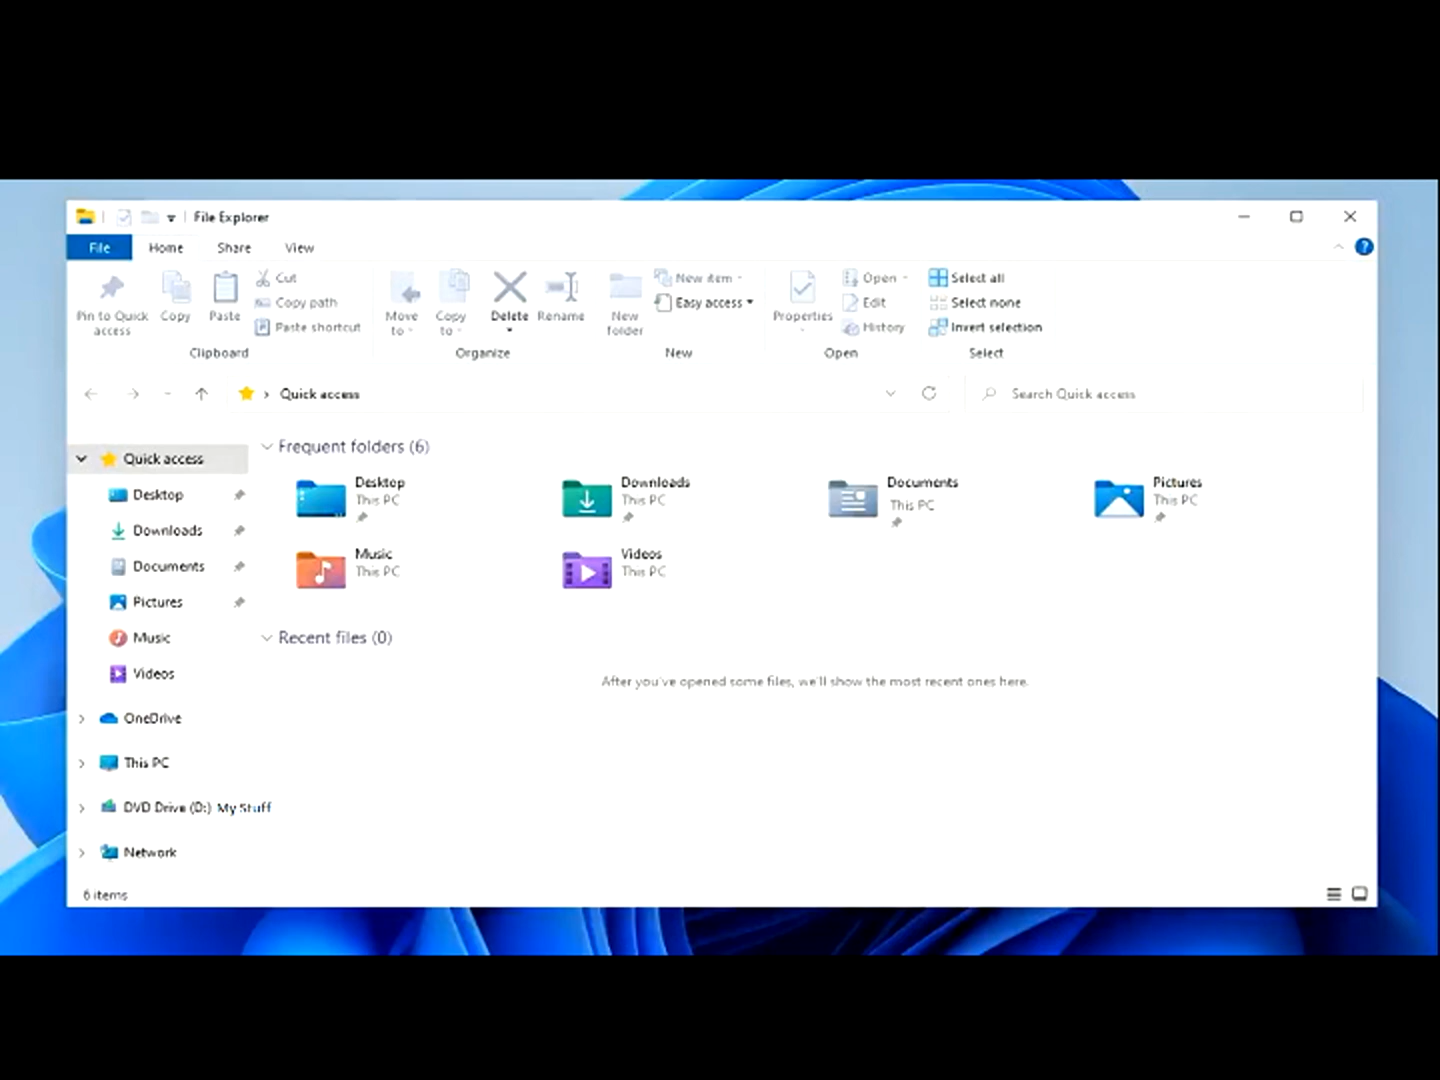 File Explorer
File Home Share View
Pin to Quick access
Copy
Paste
Cut
Copy path
Paste shortcut
Clipboard
Move to
Copy to
Delete
Rename
Organize
New folder
New item
Easy access
New
Properties
Open
Edit
History
Open
Select all
Select none
Invert selection
Select
Quick access
Search Quick access
Quick access
Desktop
Downloads
Documents
Pictures
Music
Videos
OneDrive
This PC
DVD Drive (D:) My Stuff
Network
Frequent folders (6)
Desktop
This PC
Downloads
This PC
Documents
This PC
Pictures
This PC
Music
This PC
Videos
This PC
Recent files (0)
After you've opened some files, we'll show the most recent ones here.
6 items